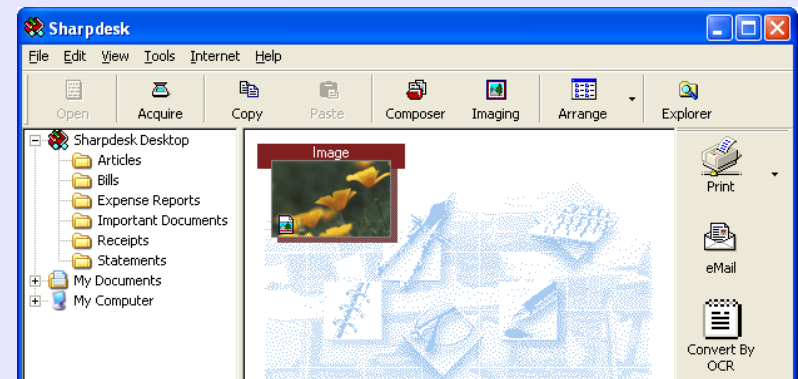 Sharpdesk
File Edit View Tools Internet Help
Open Acquire Copy Paste Composer Imaging Arrange Explorer
Sharpdesk Desktop
Articles
Bills
Expense Reports
Important Documents
Receipts
Statements
My Documents
My Computer
Image
Print
eMail
Convert By
OCR